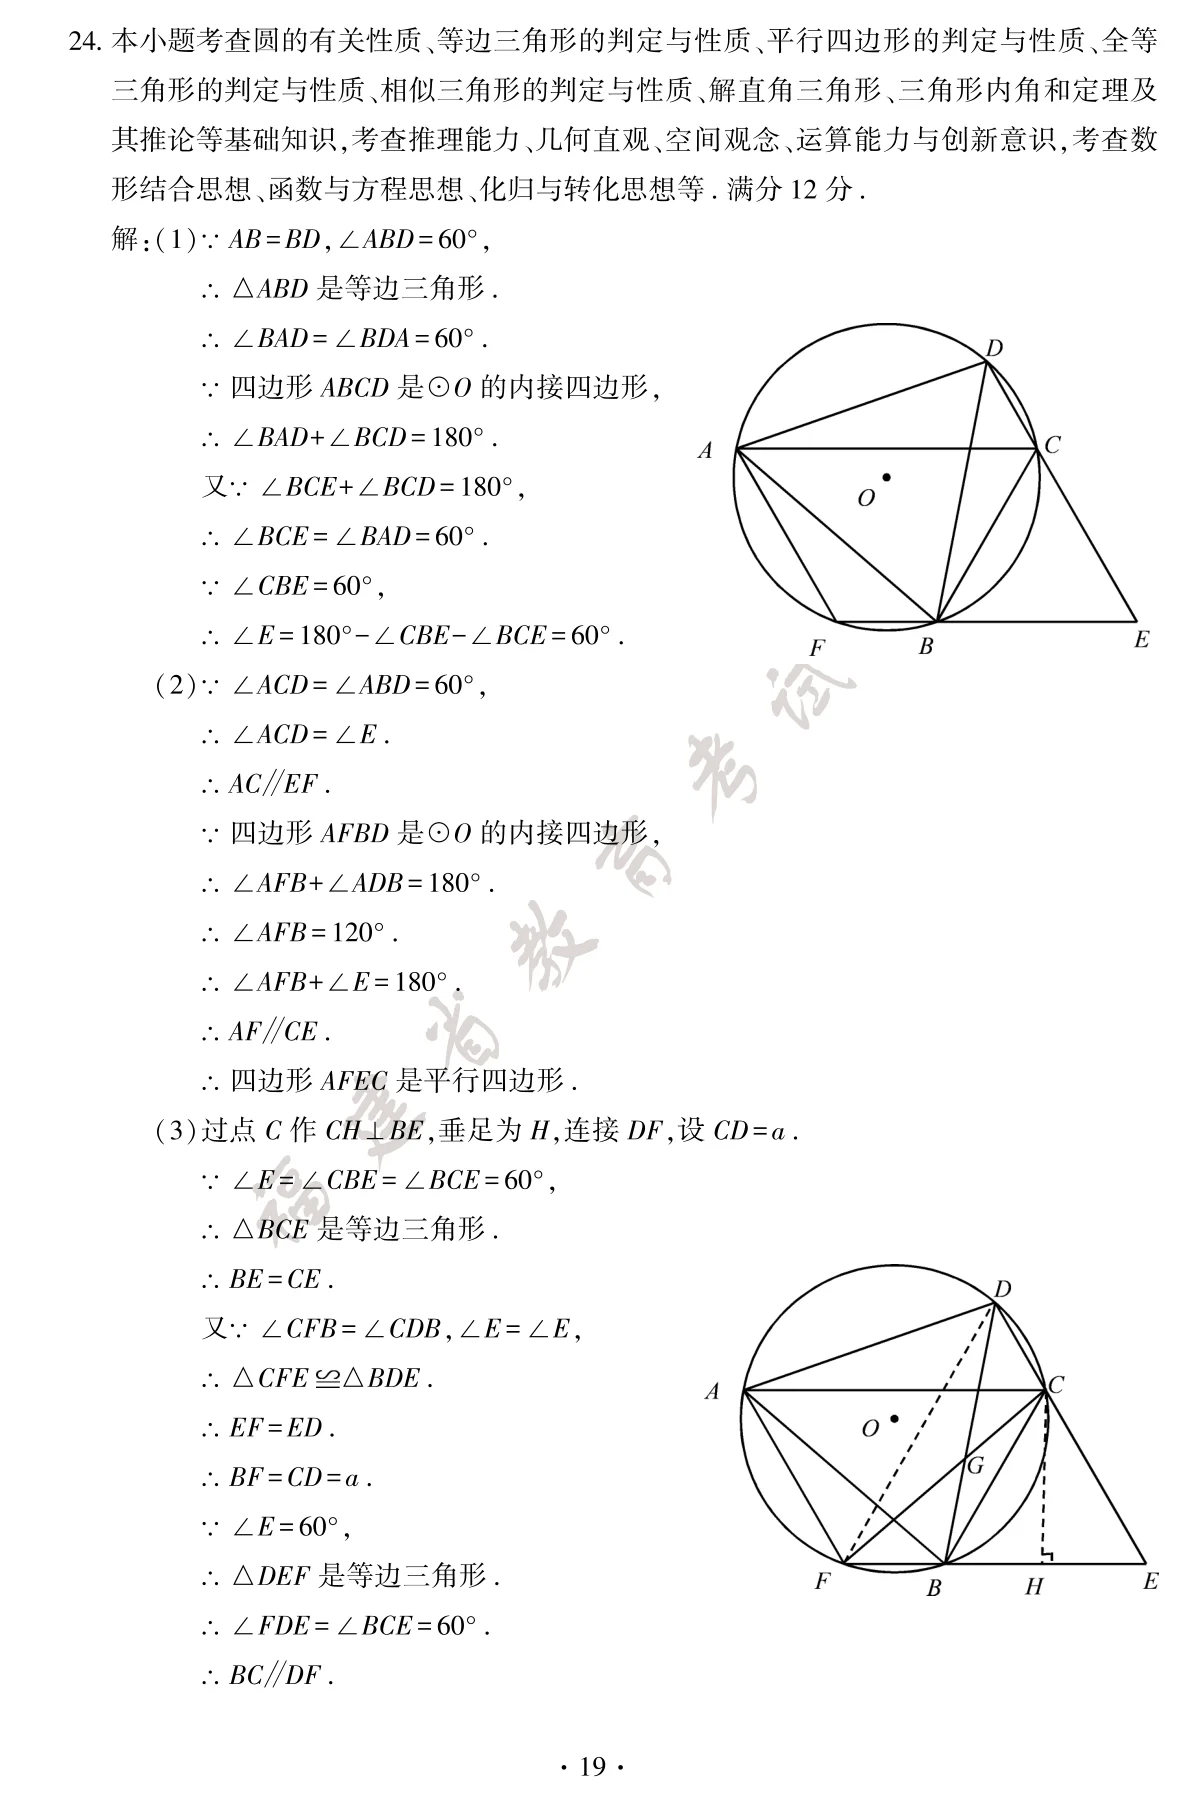 24. 本小题考查圆的有关性质、等边三角形的判定与性质、平行四边形的判定与性质、全等
三角形的判定与性质、相似三角形的判定与性质、解直角三角形、三角形内角和定理及
其推论等基础知识,考查推理能力、几何直观、空间观念、运算能力与创新意识,考查数
形结合思想、函数与方程思想、化归与转化思想等. 满分 12 分.
解:(1)∵ AB=BD,∠ABD=60°,
∴ △ABD 是等边三角形.
∴ ∠BAD=∠BDA=60°.
∵ 四边形 ABCD 是⊙O 的内接四边形,
∴ ∠BAD+∠BCD=180°.
又∵ ∠BCE+∠BCD=180°,
∴ ∠BCE=∠BAD=60°.
∵ ∠CBE=60°,
∴ ∠E=180°-∠CBE-∠BCE=60°.
D
A
C
O
F
B
E
(2)∵ ∠ACD=∠ABD=60°,
∴ ∠ACD=∠E.
∴ AC∥EF.
∵ 四边形 AFBD 是⊙O 的内接四边形,
∴ ∠AFB+∠ADB=180°.
∴ ∠AFB=120°.
∴ ∠AFB+∠E=180°.
∴ AF∥CE.
∴ 四边形 AFEC 是平行四边形.
(3)过点 C 作 CH⊥BE,垂足为 H,连接 DF,设 CD=a.
∵ ∠E=∠CBE=∠BCE=60°,
∴ △BCE 是等边三角形.
∴ BE=CE.
又∵ ∠CFB=∠CDB,∠E=∠E,
∴ △CFE≌△BDE.
∴ EF=ED.
∴ BF=CD=a.
∵ ∠E=60°,
∴ △DEF 是等边三角形.
∴ ∠FDE=∠BCE=60°.
∴ BC∥DF.
D
A
C
O
G
F
B
H
E
福建省教育考试
· 19 ·